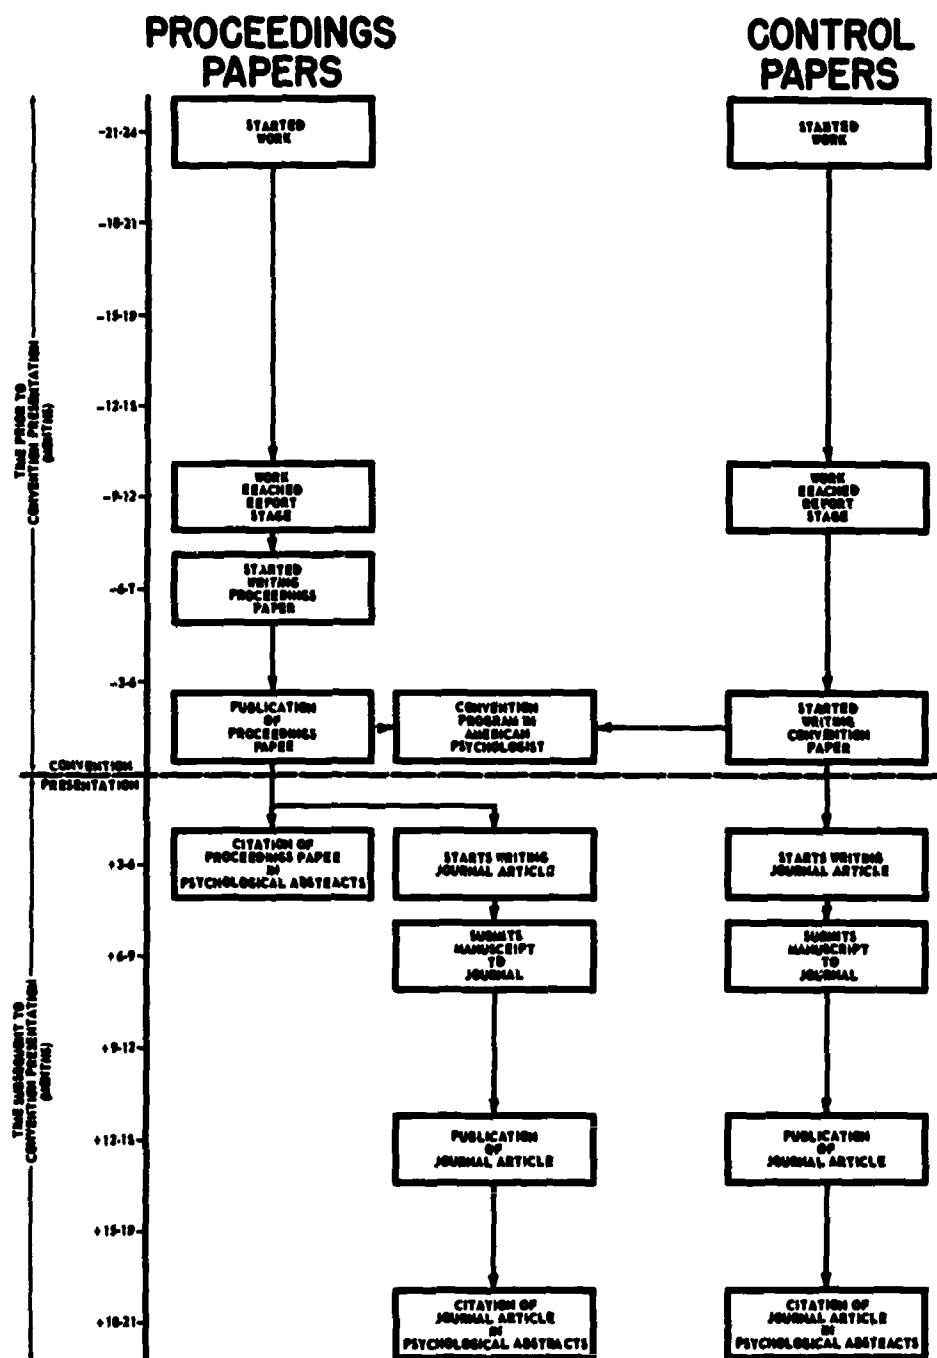 PROCEEDINGS
PAPERS
CONTROL
PAPERS
TIME PRIOR TO
CONVENTION PRESENTATION
(MONTHS)
TIME SUBSEQUENT TO
CONVENTION PRESENTATION
(MONTHS)
-21-24
-18-21
-15-19
-12-15
-9-12
-6-7
-3-6
CONVENTION
PRESENTATION
+3-6
+6-9
+9-12
+12-15
+15-19
+18-21
STARTED
WORK
WORK
REACHED
REPORT
STAGE
STARTED
WRITING
PROCEEDINGS
PAPER
PUBLICATION
OF
PROCEEDINGS
PAPER
CONVENTION
PROGRAM IN
AMERICAN
PSYCHOLOGIST
CITATION OF
PROCEEDINGS PAPER
IN
PSYCHOLOGICAL ABSTRACTS
STARTS WRITING
JOURNAL ARTICLE
SUBMITS
MANUSCRIPT
TO
JOURNAL
PUBLICATION
OF
JOURNAL ARTICLE
CITATION OF
JOURNAL ARTICLE
IN
PSYCHOLOGICAL ABSTRACTS
STARTED
WORK
WORK
REACHED
REPORT
STAGE
STARTED
WRITING
CONVENTION
PAPER
STARTS WRITING
JOURNAL ARTICLE
SUBMITS
MANUSCRIPT
TO
JOURNAL
PUBLICATION
OF
JOURNAL ARTICLE
CITATION OF
JOURNAL ARTICLE
IN
PSYCHOLOGICAL ABSTRACTS